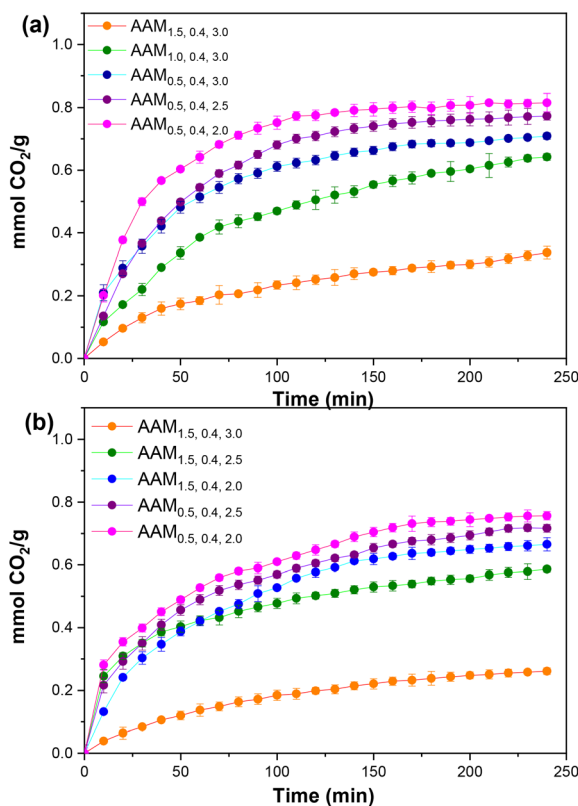 (a)
AAM1.5, 0.4, 3.0
AAM1.0, 0.4, 3.0
AAM0.5, 0.4, 3.0
AAM0.5, 0.4, 2.5
AAM0.5, 0.4, 2.0
mmol CO2/g
1.0
0.8
0.6
0.4
0.2
0.0
0 50 100 150 200 250
Time (min)
(b)
AAM1.5, 0.4, 3.0
AAM1.5, 0.4, 2.5
AAM1.5, 0.4, 2.0
AAM0.5, 0.4, 2.5
AAM0.5, 0.4, 2.0
mmol CO2/g
1.0
0.8
0.6
0.4
0.2
0.0
0 50 100 150 200 250
Time (min)